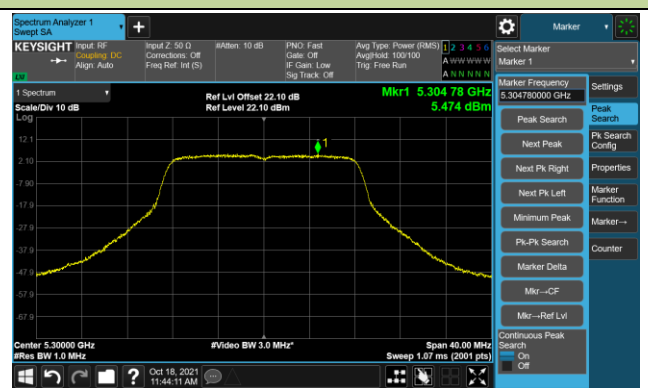 Spectrum Analyzer 1
Swept SA
+
Marker
KEYSIGHT
Input: RF
Coupling: DC
Align: Auto
Input Z: 50 Ω
Corrections: Off
Freq Ref: Int (S)
#Atten: 10 dB
PNO: Fast
Gate: Off
IF Gain: Low
Sig Track: Off
Avg Type: Power (RMS)
Avg|Hold: 100/100
Trig: Free Run
1 2 3 4 5 6
A W W W W W
A N N N N N
LW
Select Marker
Marker 1
1 Spectrum
Scale/Div 10 dB
Log
Ref Lvl Offset 22.10 dB
Ref Level 22.10 dBm
Mkr1 5.304 78 GHz
5.474 dBm
12.1
2.10
-7.90
-17.9
-27.9
-37.9
-47.9
-57.9
-67.9
1
Center 5.30000 GHz
#Res BW 1.0 MHz
#Video BW 3.0 MHz*
Span 40.00 MHz
Sweep 1.07 ms (2001 pts)
Marker Frequency
5.304780000 GHz
Peak Search
Next Peak
Next Pk Right
Next Pk Left
Minimum Peak
Pk-Pk Search
Marker Delta
Mkr→CF
Mkr→Ref Lvl
Continuous Peak
Search
On
Off
Settings
Peak
Search
Pk Search
Config
Properties
Marker
Function
Marker→
Counter
?
Oct 18, 2021
11:44:11 AM